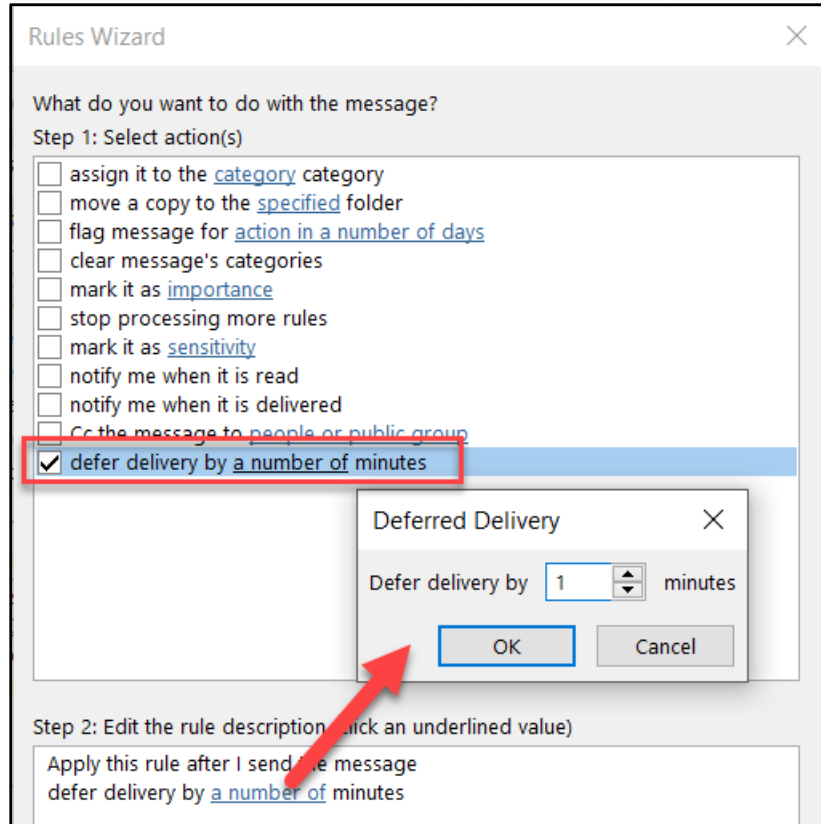 Rules Wizard
What do you want to do with the message?
Step 1: Select action(s)
assign it to the category category
move a copy to the specified folder
flag message for action in a number of days
clear message's categories
mark it as importance
stop processing more rules
mark it as sensitivity
notify me when it is read
notify me when it is delivered
Cc the message to people or public group
defer delivery by a number of minutes
Deferred Delivery
Defer delivery by 1 minutes
OK Cancel
Step 2: Edit the rule description (click an underlined value)
Apply this rule after I send the message
defer delivery by a number of minutes